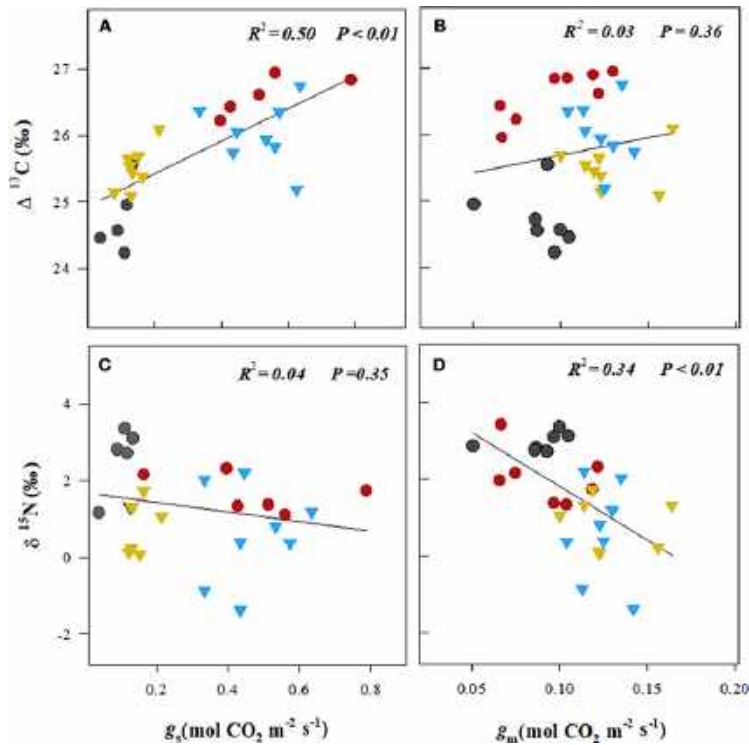 A
R² = 0.50 P < 0.01
B
R² = 0.03 P = 0.36
27
26
25
24
Δ ¹³C (‰)
C
R² = 0.04 P =0.35
D
R² = 0.34 P < 0.01
4
2
0
-2
δ ¹⁵N (‰)
0.2 0.4 0.6 0.8
0.05 0.10 0.15 0.20
gₛ(mol CO₂ m⁻² s⁻¹)
gₘ(mol CO₂ m⁻² s⁻¹)